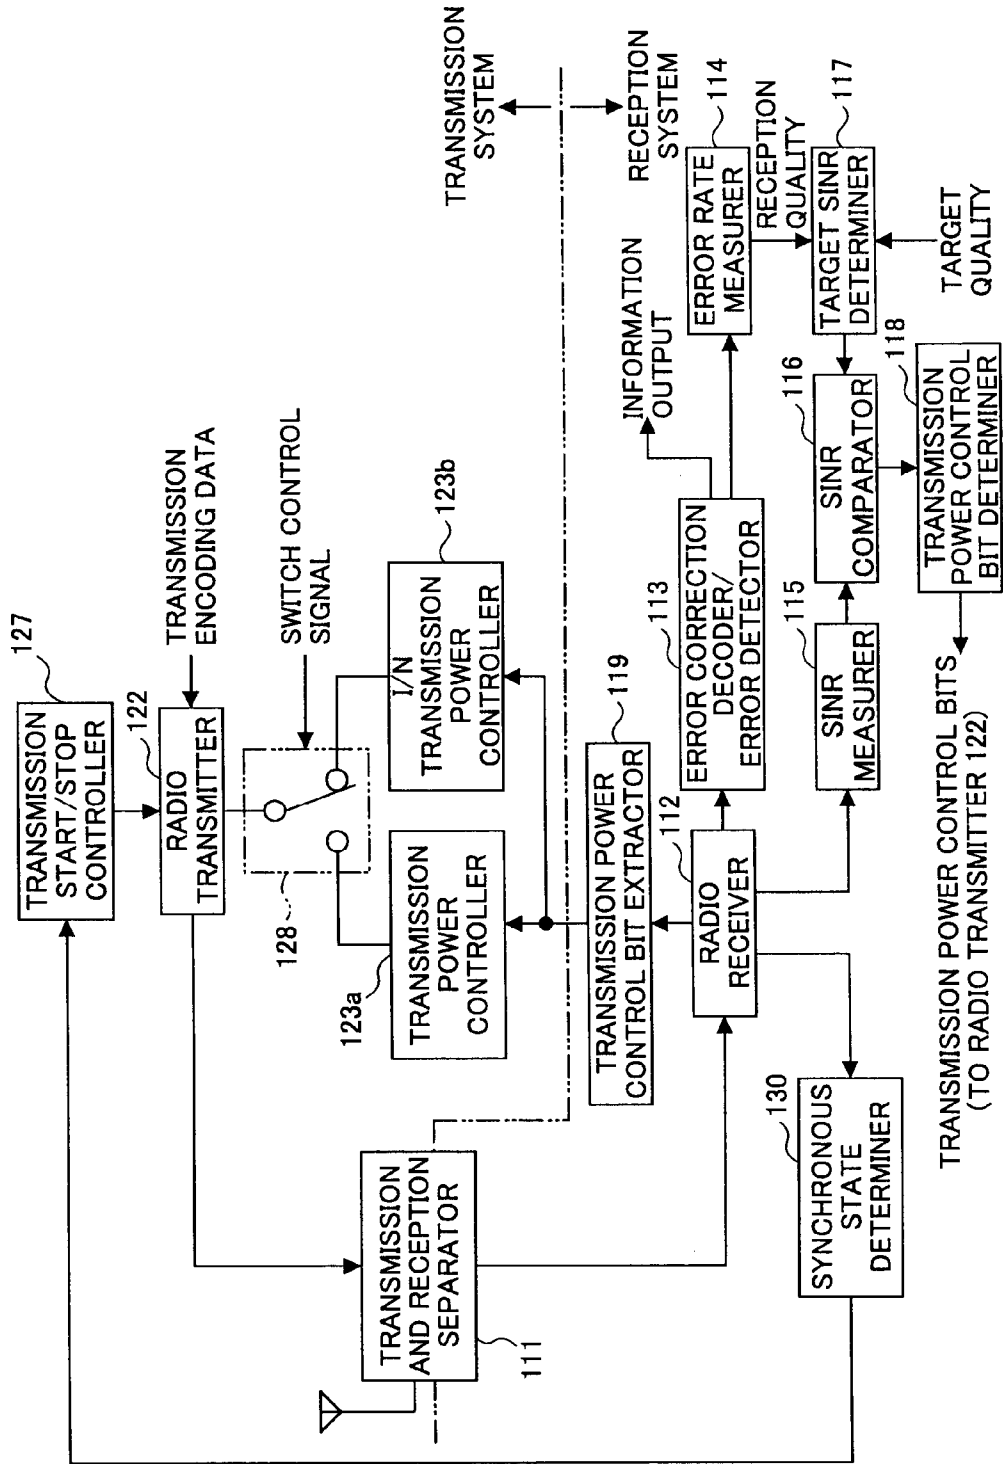 TRANSMISSION
START/STOP
CONTROLLER
127
TRANSMISSION
ENCODING DATA
122
RADIO
TRANSMITTER
SWITCH CONTROL
SIGNAL
128
123a
TRANSMISSION
POWER
CONTROLLER
I/N
TRANSMISSION
POWER
CONTROLLER
123b
TRANSMISSION
SYSTEM
RECEPTION
SYSTEM
TRANSMISSION
AND RECEPTION
SEPARATOR
111
TRANSMISSION POWER
CONTROL BIT EXTRACTOR
119
112
RADIO
RECEIVER
113
ERROR CORRECTION
DECODER/
ERROR DETECTOR
INFORMATION
OUTPUT
ERROR RATE
MEASURER
114
RECEPTION
QUALITY
130
SYNCHRONOUS
STATE
DETERMINER
115
SINR
MEASURER
116
SINR
COMPARATOR
TARGET SINR
DETERMINER
117
TARGET
QUALITY
118
TRANSMISSION
POWER CONTROL
BIT DETERMINER
TRANSMISSION POWER CONTROL BITS
(TO RADIO TRANSMITTER 122)